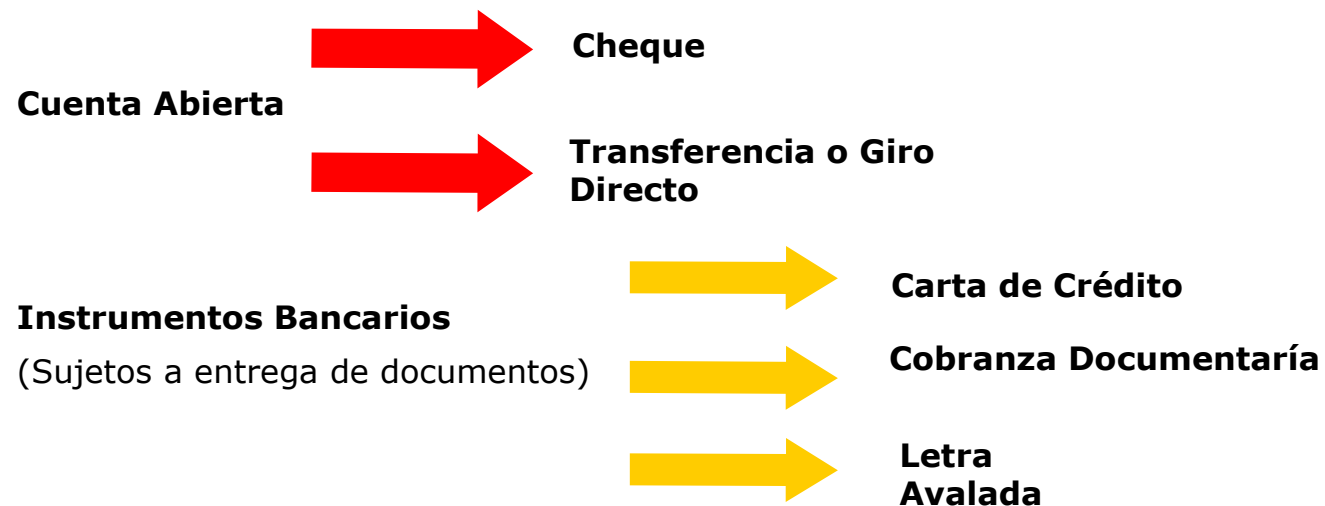 Cuenta Abierta
Cheque
Transferencia o Giro
Directo
Instrumentos Bancarios
(Sujetos a entrega de documentos)
Carta de Crédito
Cobranza Documentaría
Letra
Avalada